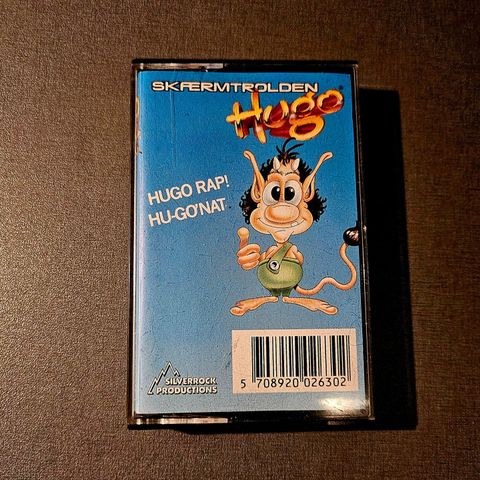 SKÆRMTROLDEN
Hugo
HUGO RAP!
HU-GO'NAT
SILVERROCK
PRODUCTIONS
5 708920 026302